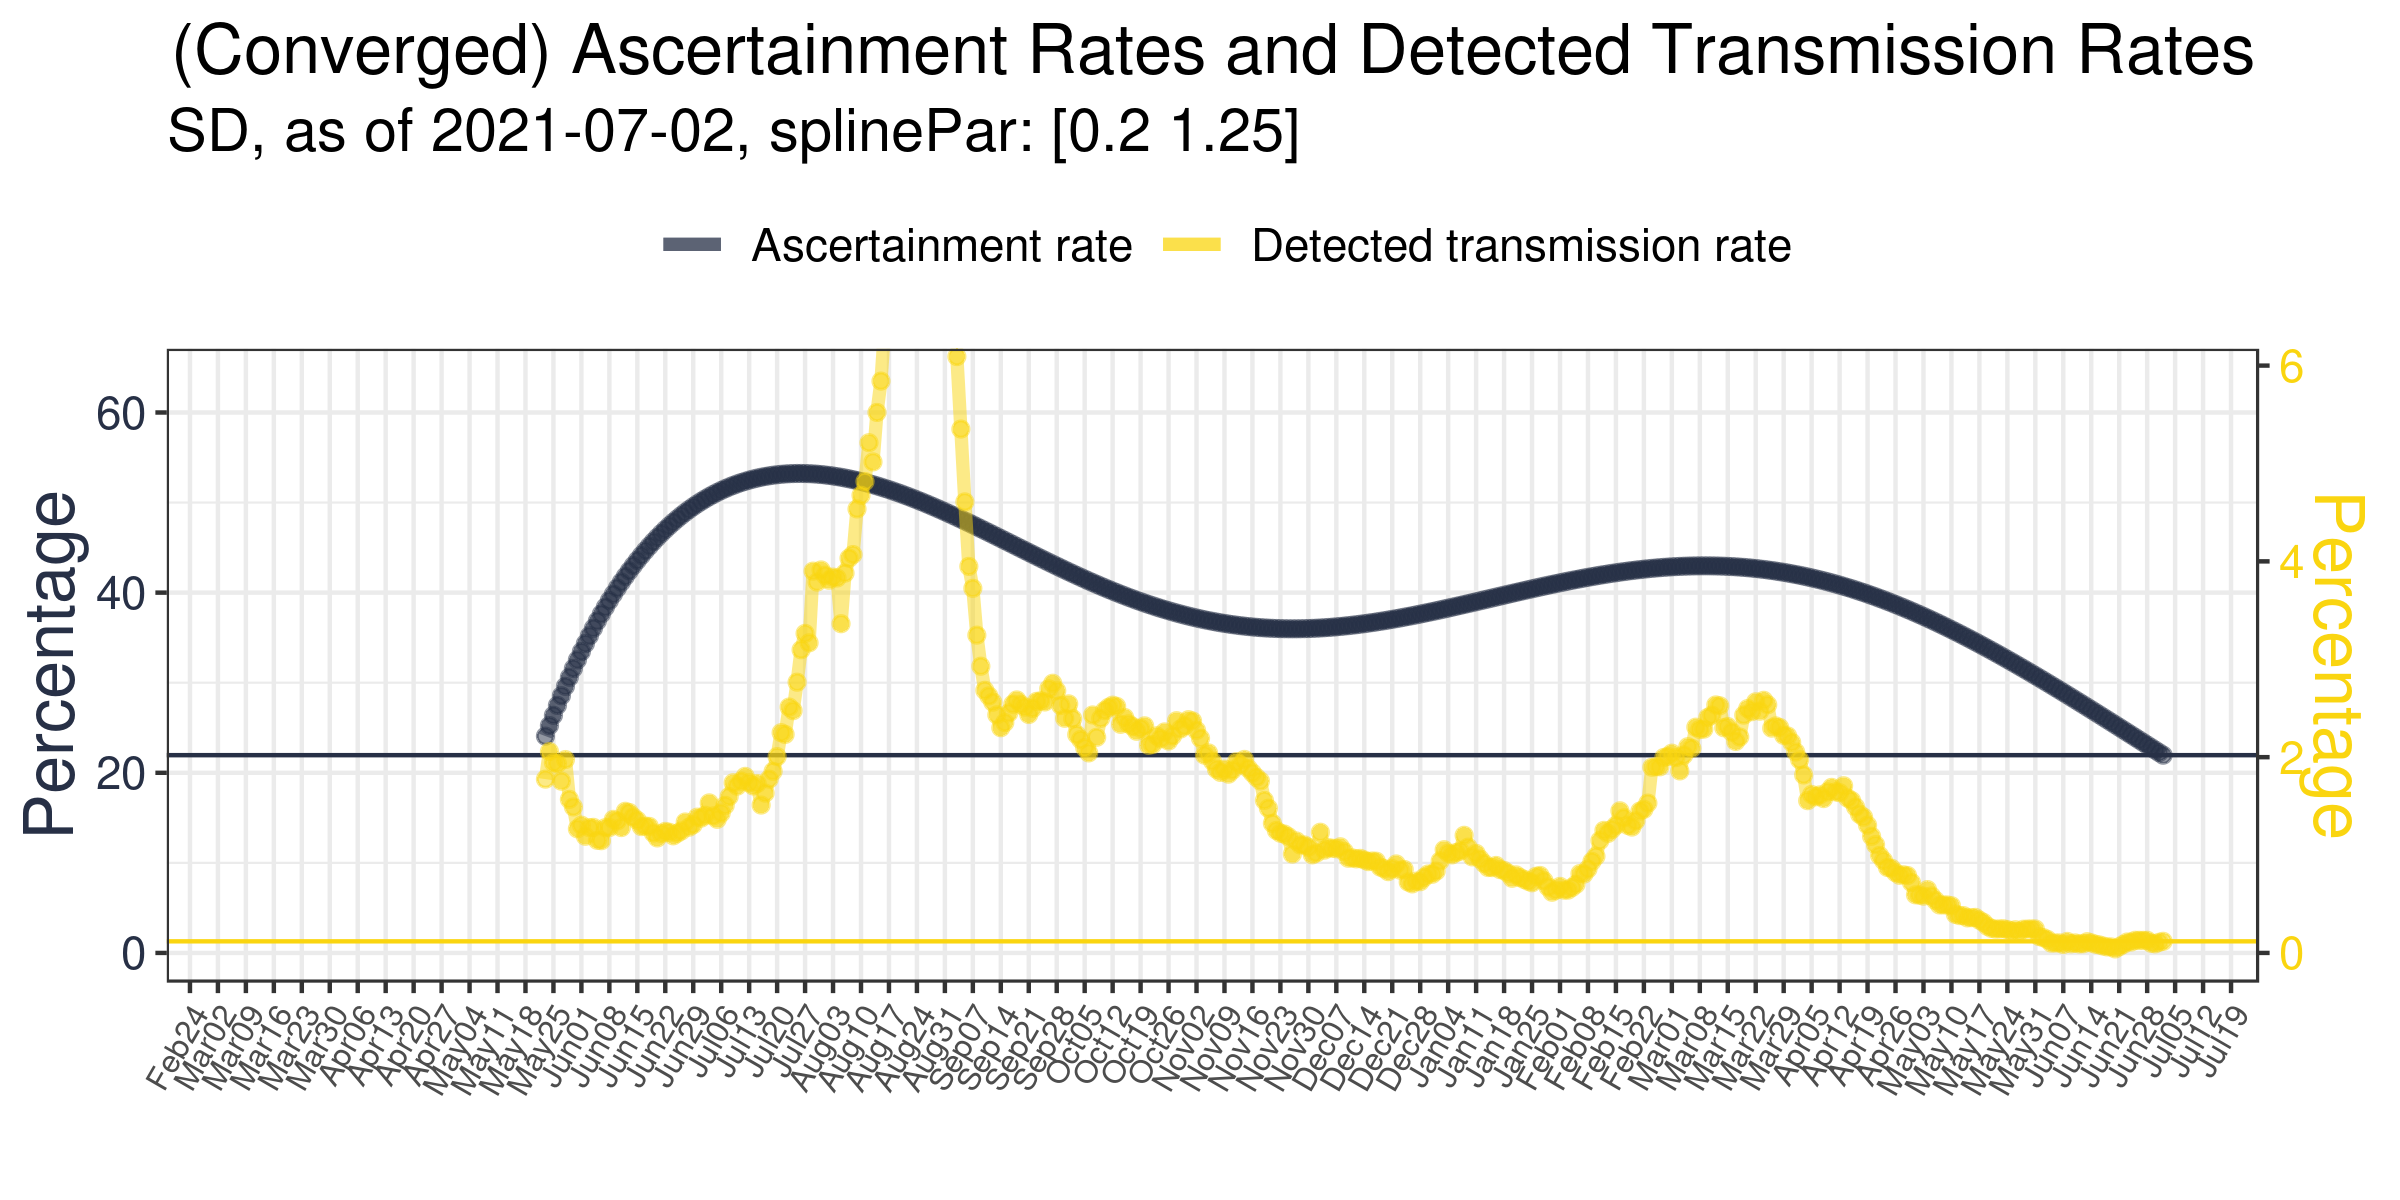 (Converged) Ascertainment Rates and Detected Transmission Rates
SD, as of 2021-07-02, splinePar: [0.2 1.25]
Ascertainment rate
Detected transmission rate
Percentage
60
40
20
0
6
4
2
0
Percentage
Feb24
Mar02
Mar09
Mar16
Mar23
Mar30
Apr06
Apr13
Apr20
Apr27
May04
May11
May18
May25
Jun01
Jun08
Jun15
Jun22
Jun29
Jul06
Jul13
Jul20
Jul27
Aug03
Aug10
Aug17
Aug24
Aug31
Sep07
Sep14
Sep21
Sep28
Oct05
Oct12
Oct19
Oct26
Nov02
Nov09
Nov16
Nov23
Nov30
Dec07
Dec14
Dec21
Dec28
Jan04
Jan11
Jan18
Jan25
Feb01
Feb08
Feb15
Feb22
Mar01
Mar08
Mar15
Mar22
Mar29
Apr05
Apr12
Apr19
Apr26
May03
May10
May17
May24
May31
Jun07
Jun14
Jun21
Jun28
Jul05
Jul12
Jul19